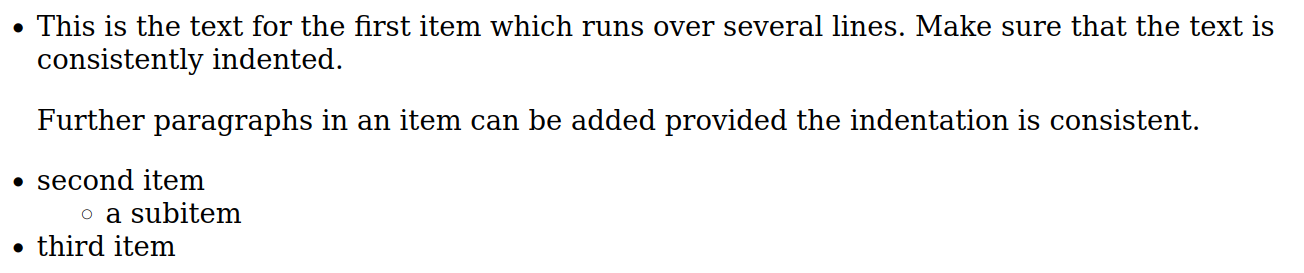 • This is the text for the first item which runs over several lines. Make sure that the text is
consistently indented.
Further paragraphs in an item can be added provided the indentation is consistent.
• second item
◦ a subitem
• third item